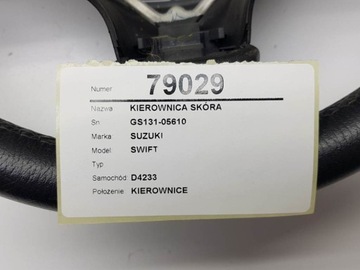 Numer 79029
Nazwa KIEROWNICA SKÓRA
Sn GS131-05610
Marka: SUZUKI
Model: SWIFT
Typ
Samochód D4233
Położenie: KIEROWNICE